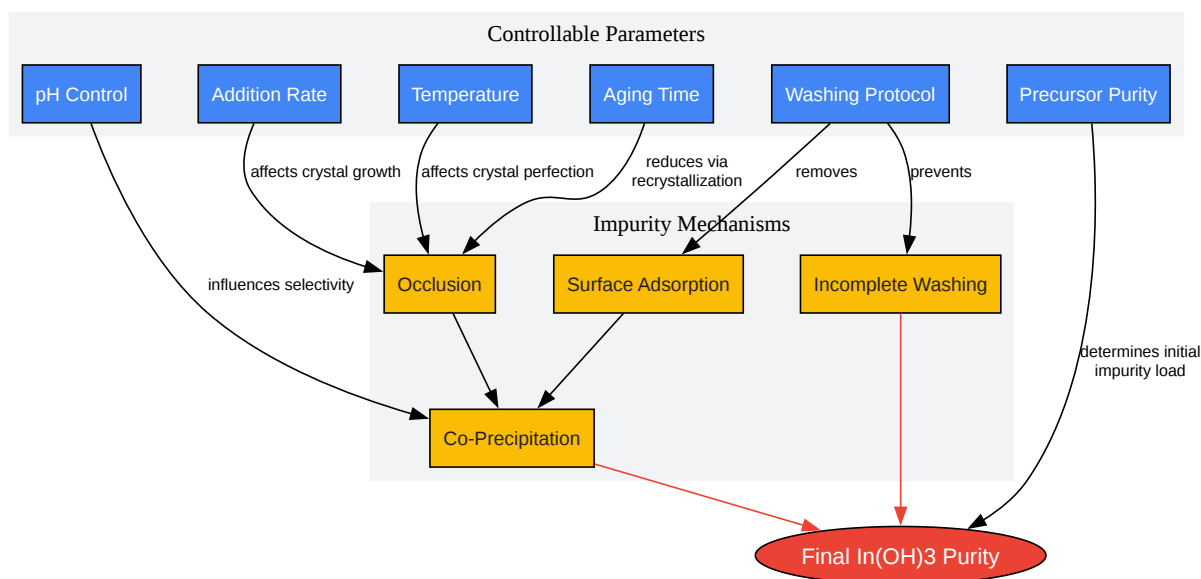 Controllable Parameters
pH Control
Addition Rate
Temperature
Aging Time
Washing Protocol
Precursor Purity
affects crystal growth
affects crystal perfection
reduces via
recrystallization
removes
prevents
Impurity Mechanisms
influences selectivity
Occlusion
Surface Adsorption
Incomplete Washing
determines initial
impurity load
Co-Precipitation
Final In(OH)3 Purity